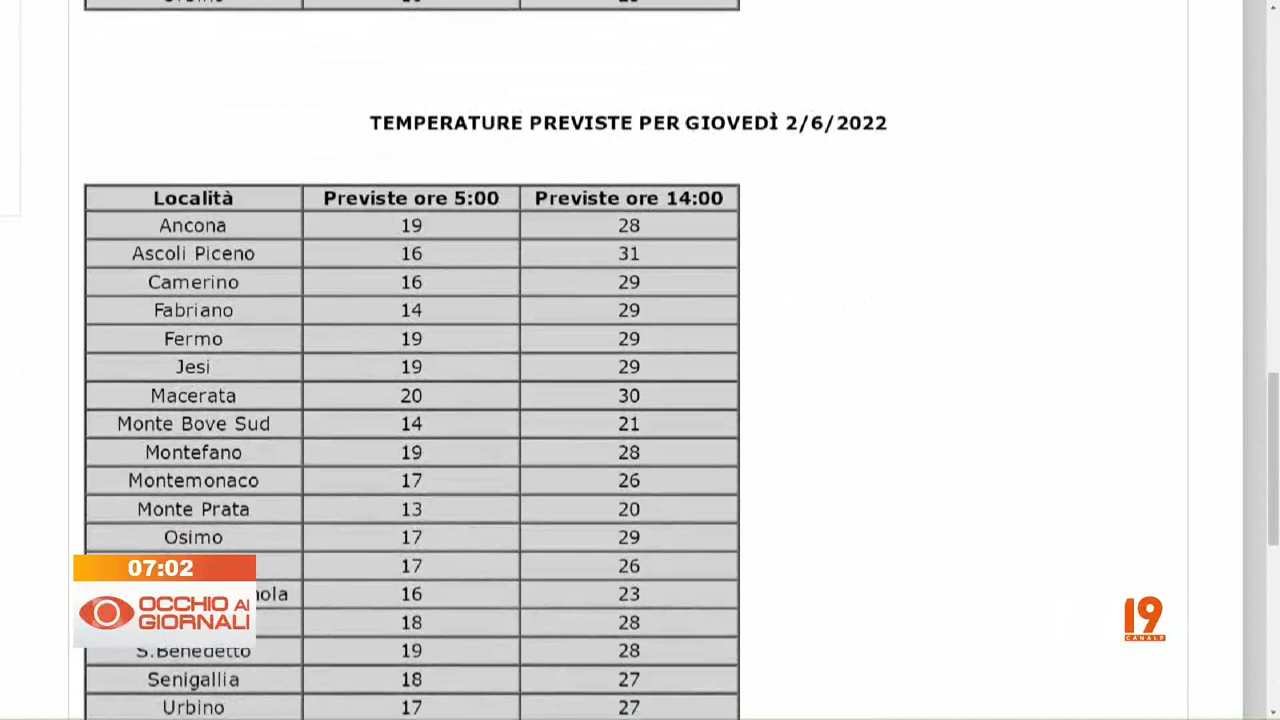 TEMPERATURE PREVISTE PER GIOVEDÌ 2/6/2022
Località Previste ore 5:00 Previste ore 14:00
Ancona 19 28
Ascoli Piceno 16 31
Camerino 16 29
Fabriano 14 29
Fermo 19 29
Jesi 19 29
Macerata 20 30
Monte Bove Sud 14 21
Montefano 19 28
Montemonaco 17 26
Monte Prata 13 20
Osimo 17 29
17 26
16 23
18 28
S.Benedetto 19 28
Senigallia 18 27
Urbino 17 27
07:02
OCCHIO AI
GIORNALI
19
CANALE